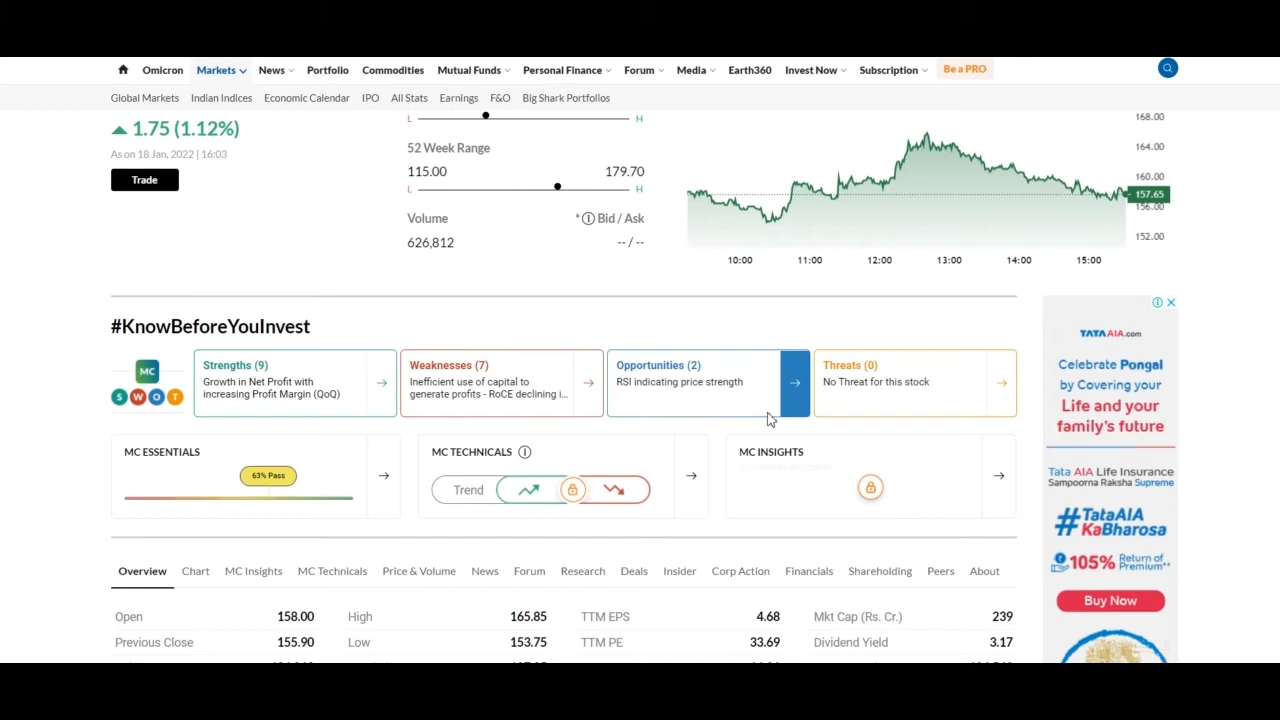 Omicron Markets News Portfolio Commodities Mutual Funds Personal Finance Forum Media Earth360 Invest Now Subscription Be a PRO
Global Markets Indian Indices Economic Calendar IPO All Stats Earnings F&O Big Shark Portfolios
1.75 (1.12%)
As on 18 Jan, 2022 | 16:03
Trade
L H
52 Week Range
115.00 179.70
L H
Volume * Bid / Ask
626,812 -- / --
168.00
164.00
160.00
157.65
156.00
152.00
10:00 11:00 12:00 13:00 14:00 15:00
#KnowBeforeYouInvest
MC
S W O T
Strengths (9)
Growth in Net Profit with
increasing Profit Margin (QoQ)
Weaknesses (7)
Inefficient use of capital to
generate profits - RoCE declining i...
Opportunities (2)
RSI indicating price strength
Threats (0)
No Threat for this stock
MC ESSENTIALS
63% Pass
MC TECHNICALS
Trend
MC INSIGHTS
Overview Chart MC Insights MC Technicals Price & Volume News Forum Research Deals Insider Corp Action Financials Shareholding Peers About
Open 158.00 High 165.85 TTM EPS 4.68 Mkt Cap (Rs. Cr.) 239
Previous Close 155.90 Low 153.75 TTM PE 33.69 Dividend Yield 3.17
TATAAIA.com
Celebrate Pongal
by Covering your
Life and your
family's future
Tata AIA Life Insurance
Sampoorna Raksha Supreme
#TataAIA
KaBharosa
105% Return of
Premium**
Buy Now